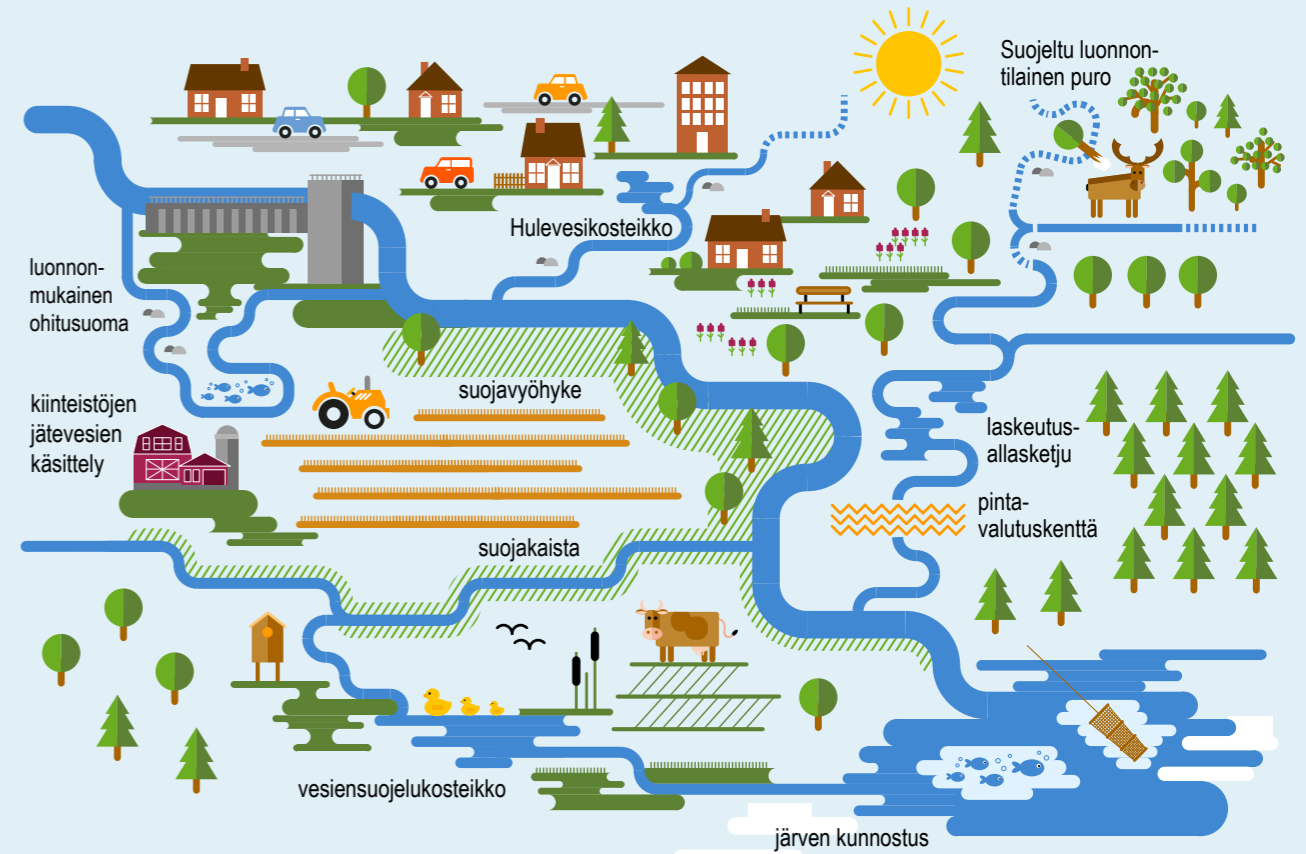 Suojeltu luonnon-
tilainen puro
Hulevesikosteikko
luonnon-
mukainen
ohitusuoma
suojavyöhyke
kiinteistöjen
jätevesien
käsittely
laskeutus-
allasketju
pinta-
valutuskenttä
suojakaista
vesiensuojelukosteikko
järven kunnostus